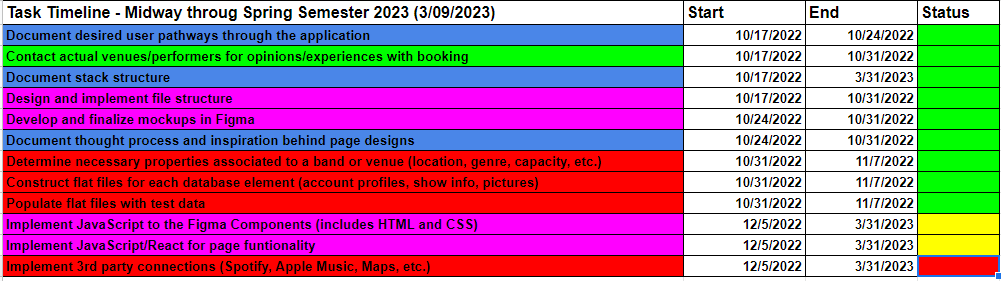 Task Timeline - Midway throug Spring Semester 2023 (3/09/2023) Start End Status
Document desired user pathways through the application 10/17/2022 10/24/2022
Contact actual venues/performers for opinions/experiences with booking 10/17/2022 10/31/2022
Document stack structure 10/17/2022 3/31/2023
Design and implement file structure 10/17/2022 10/31/2022
Develop and finalize mockups in Figma 10/24/2022 10/31/2022
Document thought process and inspiration behind page designs 10/24/2022 10/31/2022
Determine necessary properties associated to a band or venue (location, genre, capacity, etc.) 10/31/2022 11/7/2022
Construct flat files for each database element (account profiles, show info, pictures) 10/31/2022 11/7/2022
Populate flat files with test data 10/31/2022 11/7/2022
Implement JavaScript to the Figma Components (includes HTML and CSS) 12/5/2022 3/31/2023
Implement JavaScript/React for page funtionality 12/5/2022 3/31/2023
Implement 3rd party connections (Spotify, Apple Music, Maps, etc.) 12/5/2022 3/31/2023